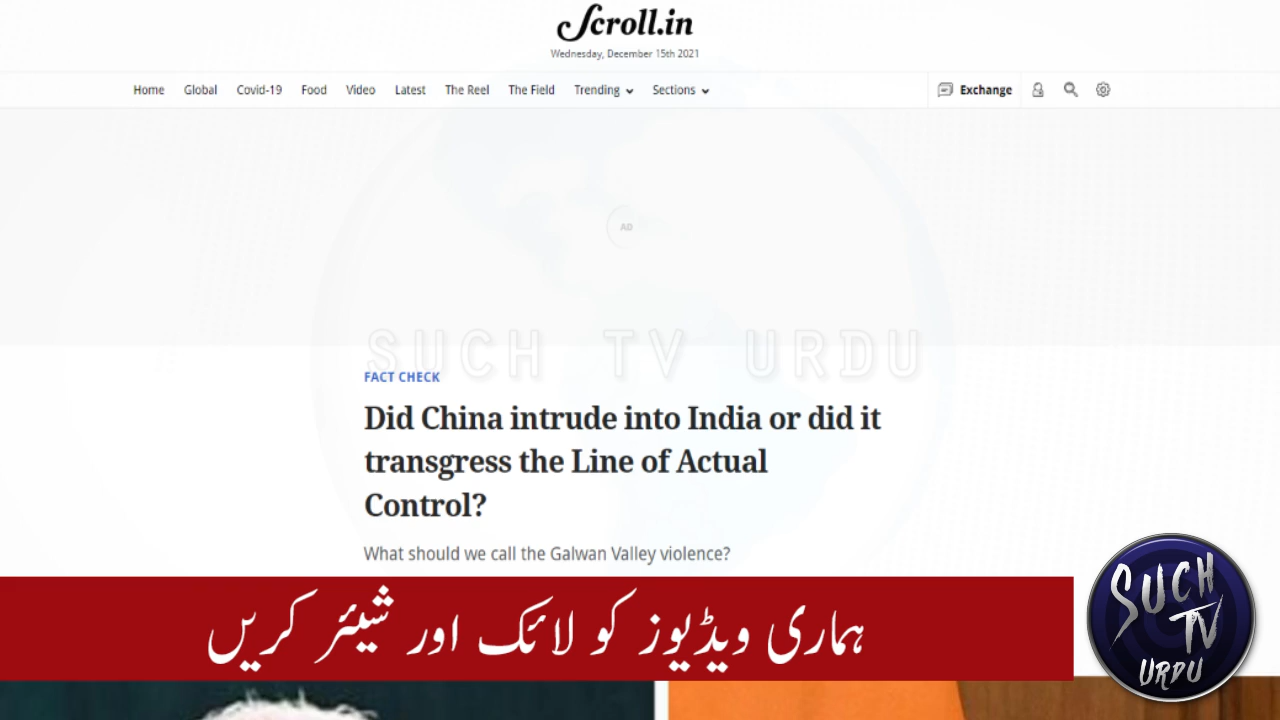 Scroll.in
Wednesday, December 15th 2021
Home Global Covid-19 Food Video Latest The Reel The Field Trending Sections Exchange
AD
SUCH TV URDU
FACT CHECK
Did China intrude into India or did it
transgress the Line of Actual
Control?
What should we call the Galwan Valley violence?
ہماری ویڈیوز کو لائک اور شیئر کریں
SUCH
TV
URDU